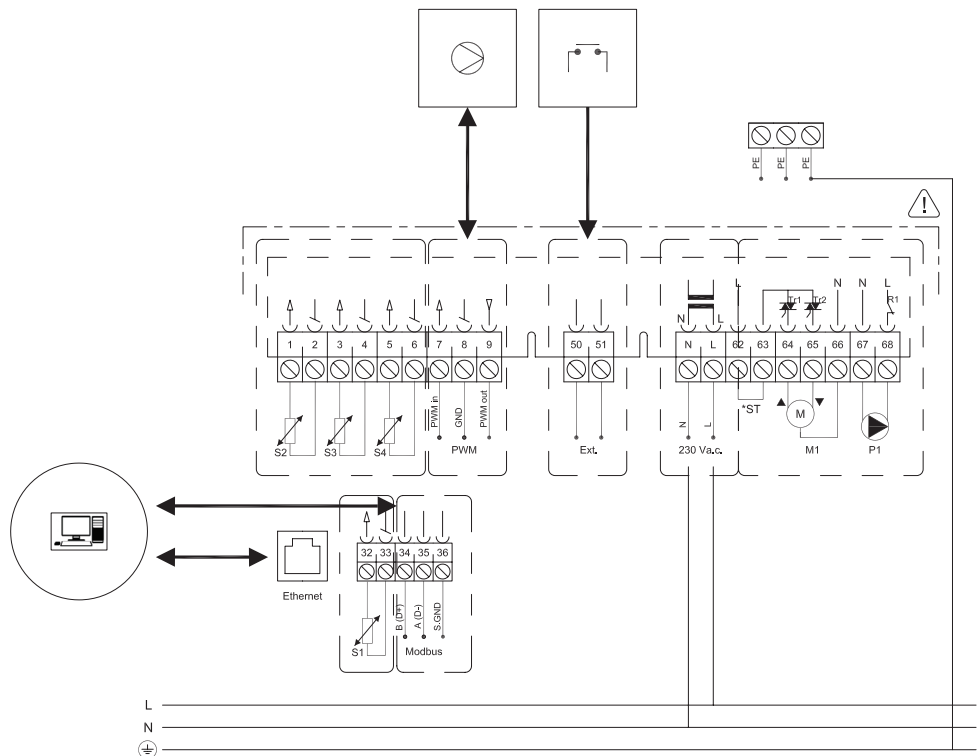 PE PE PE
L N N L
Tr1 Tr2 R1
N L
1 2 3 4 5 6 7 8 9 50 51 N L 62 63 64 65 66 67 68
PWM in GND PWM out N L
*ST M
S2 S3 S4 PWM Ext. 230 Va.c. M1 P1
32 33 34 35 36
Ethernet
B (D+) A (D-) S.GND
S1 Modbus
L
N